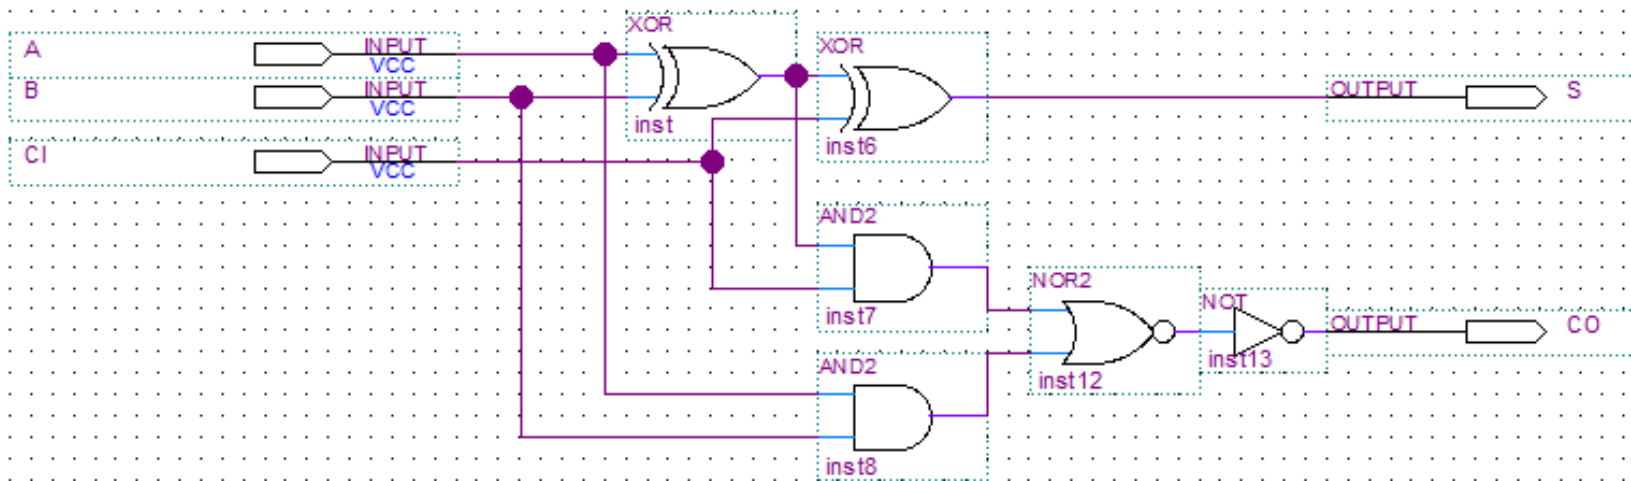 XOR
A
INPUT
VCC
XOR
B
INPUT
VCC
OUTPUT
S
inst
inst6
CI
INPUT
VCC
AND2
inst7
NOR2
NOT
OUTPUT
CO
inst12
inst13
AND2
inst8